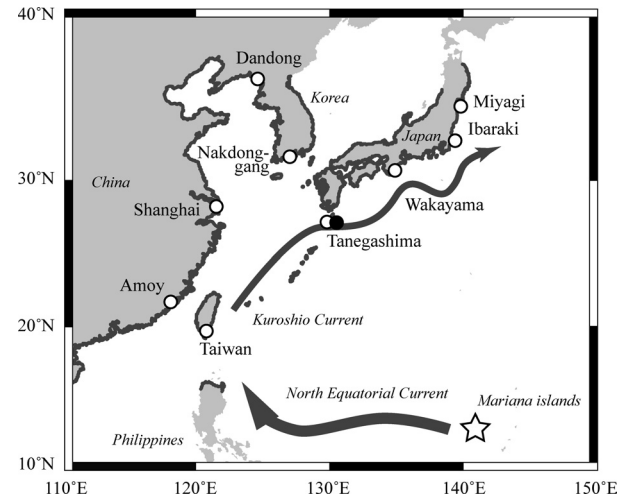 40˚N
Dandong
Korea
Miyagi
Ibaraki
Japan
Nakdong-
gang
China
30˚N
Shanghai
Wakayama
Tanegashima
Amoy
Kuroshio Current
20˚N
Taiwan
North Equatorial Current
Mariana islands
Philippines
10˚N
110˚E
120˚E
130˚E
140˚E
150˚E